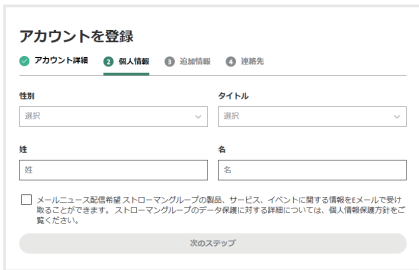 アカウントを登録
アカウント詳細 2 個人情報 3 追加情報 4 連絡先
性別 タイトル
選択 選択
姓 名
姓 名
メールニュース配信希望 ストローマングループの製品、サービス、イベントに関する情報をEメールで受け
取ることができます。 ストローマングループのデータ保護に対する詳細については、個人情報保護方針をご
覧ください。
次のステップ